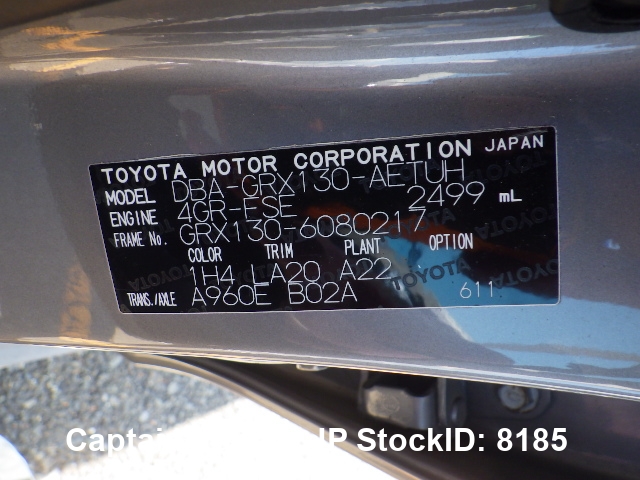 TOYOTA MOTOR CORPORATION JAPAN
MODEL DBA-GRX130-AETUH
ENGINE 4GR-FSE 2499 mL
FRAME No. GRX130-6080217
COLOR TRIM PLANT OPTION
1H4 LA20 A22
TRANS./AXLE A960E B02A 611
TOYOTA
StockID: 8185